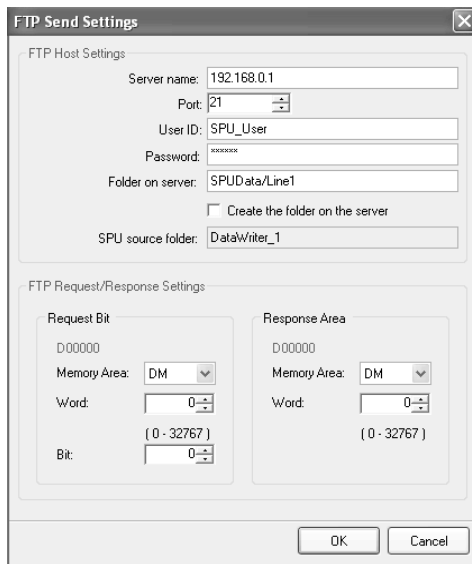 FTP Send Settings
FTP Host Settings
Server name: 192.168.0.1
Port: 21
User ID: SPU_User
Password: ******
Folder on server: SPUData/Line1
Create the folder on the server
SPU source folder: DataWriter_1
FTP Request/Response Settings
Request Bit
D00000
Memory Area: DM
Word: 0
(0 - 32767)
Bit: 0
Response Area
D00000
Memory Area: DM
Word: 0
(0 - 32767)
OK
Cancel